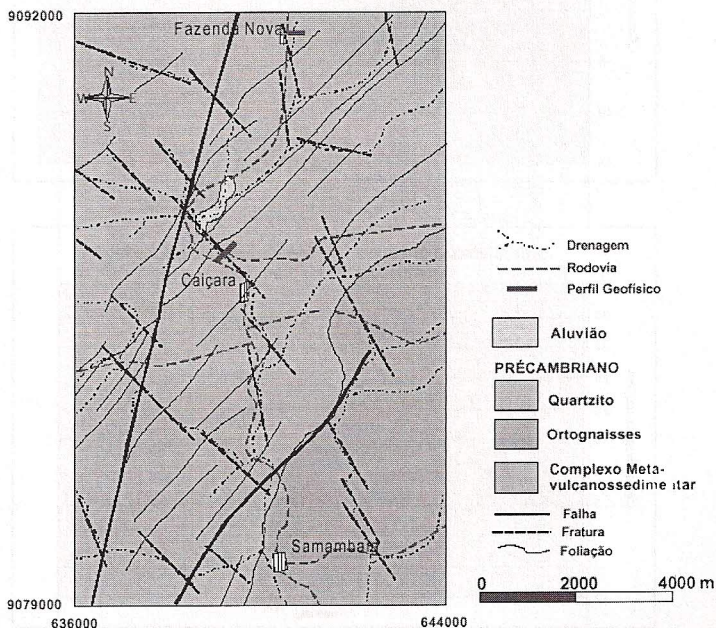 9092000
Fazenda Nova
N
W E
S
Caiçara
Samambaia
9079000
636000
644000
Drenagem
Rodovia
Perfil Geofísico
Aluvião
PRÉCAMBRIANO
Quartzito
Ortognaisses
Complexo Meta-
vulcanossedimentar
Falha
Fratura
Foliação
0 2000 4000 m